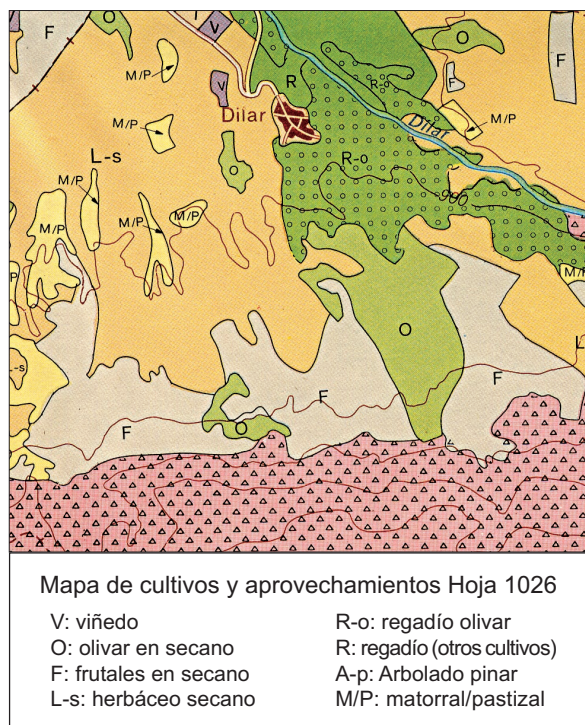 F
V
I
V
O
O
F
M/P
V
R
R-o
F
M/P
Dilar
Dilar
M/P
M/P
L-s
O
R-o
M/P
990
M/P
M/P
M/P
M/P
M/P
P
O
L-s
L
F
F
F
O
Mapa de cultivos y aprovechamientos Hoja 1026
V: viñedo
O: olivar en secano
F: frutales en secano
L-s: herbáceo secano
R-o: regadío olivar
R: regadío (otros cultivos)
A-p: Arbolado pinar
M/P: matorral/pastizal